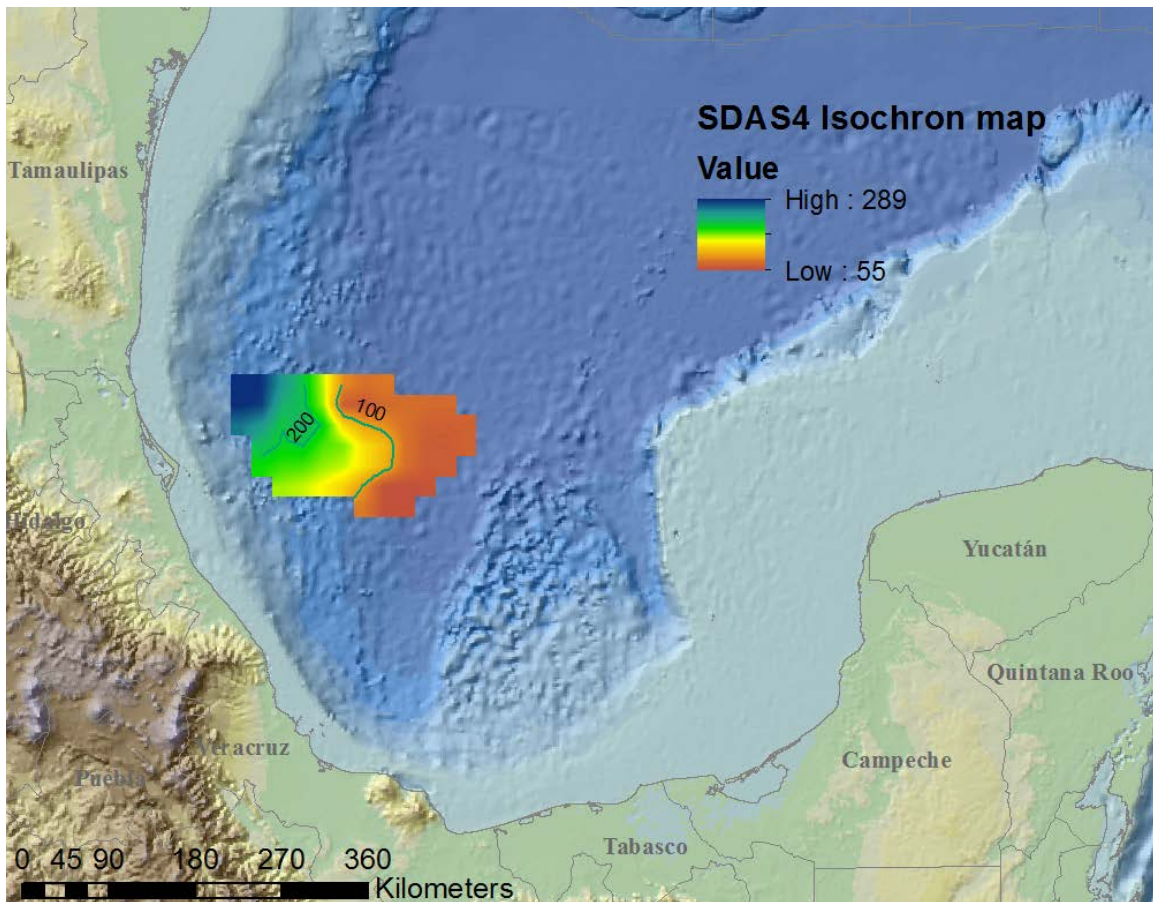 SDAS4 Isochron map
Value
High : 289
Low : 55
Tamaulipas
100
200
Hidalgo
Yucatán
Quintana Roo
Veracruz
Campeche
Puebla
Tabasco
0 45 90 180 270 360
Kilometers